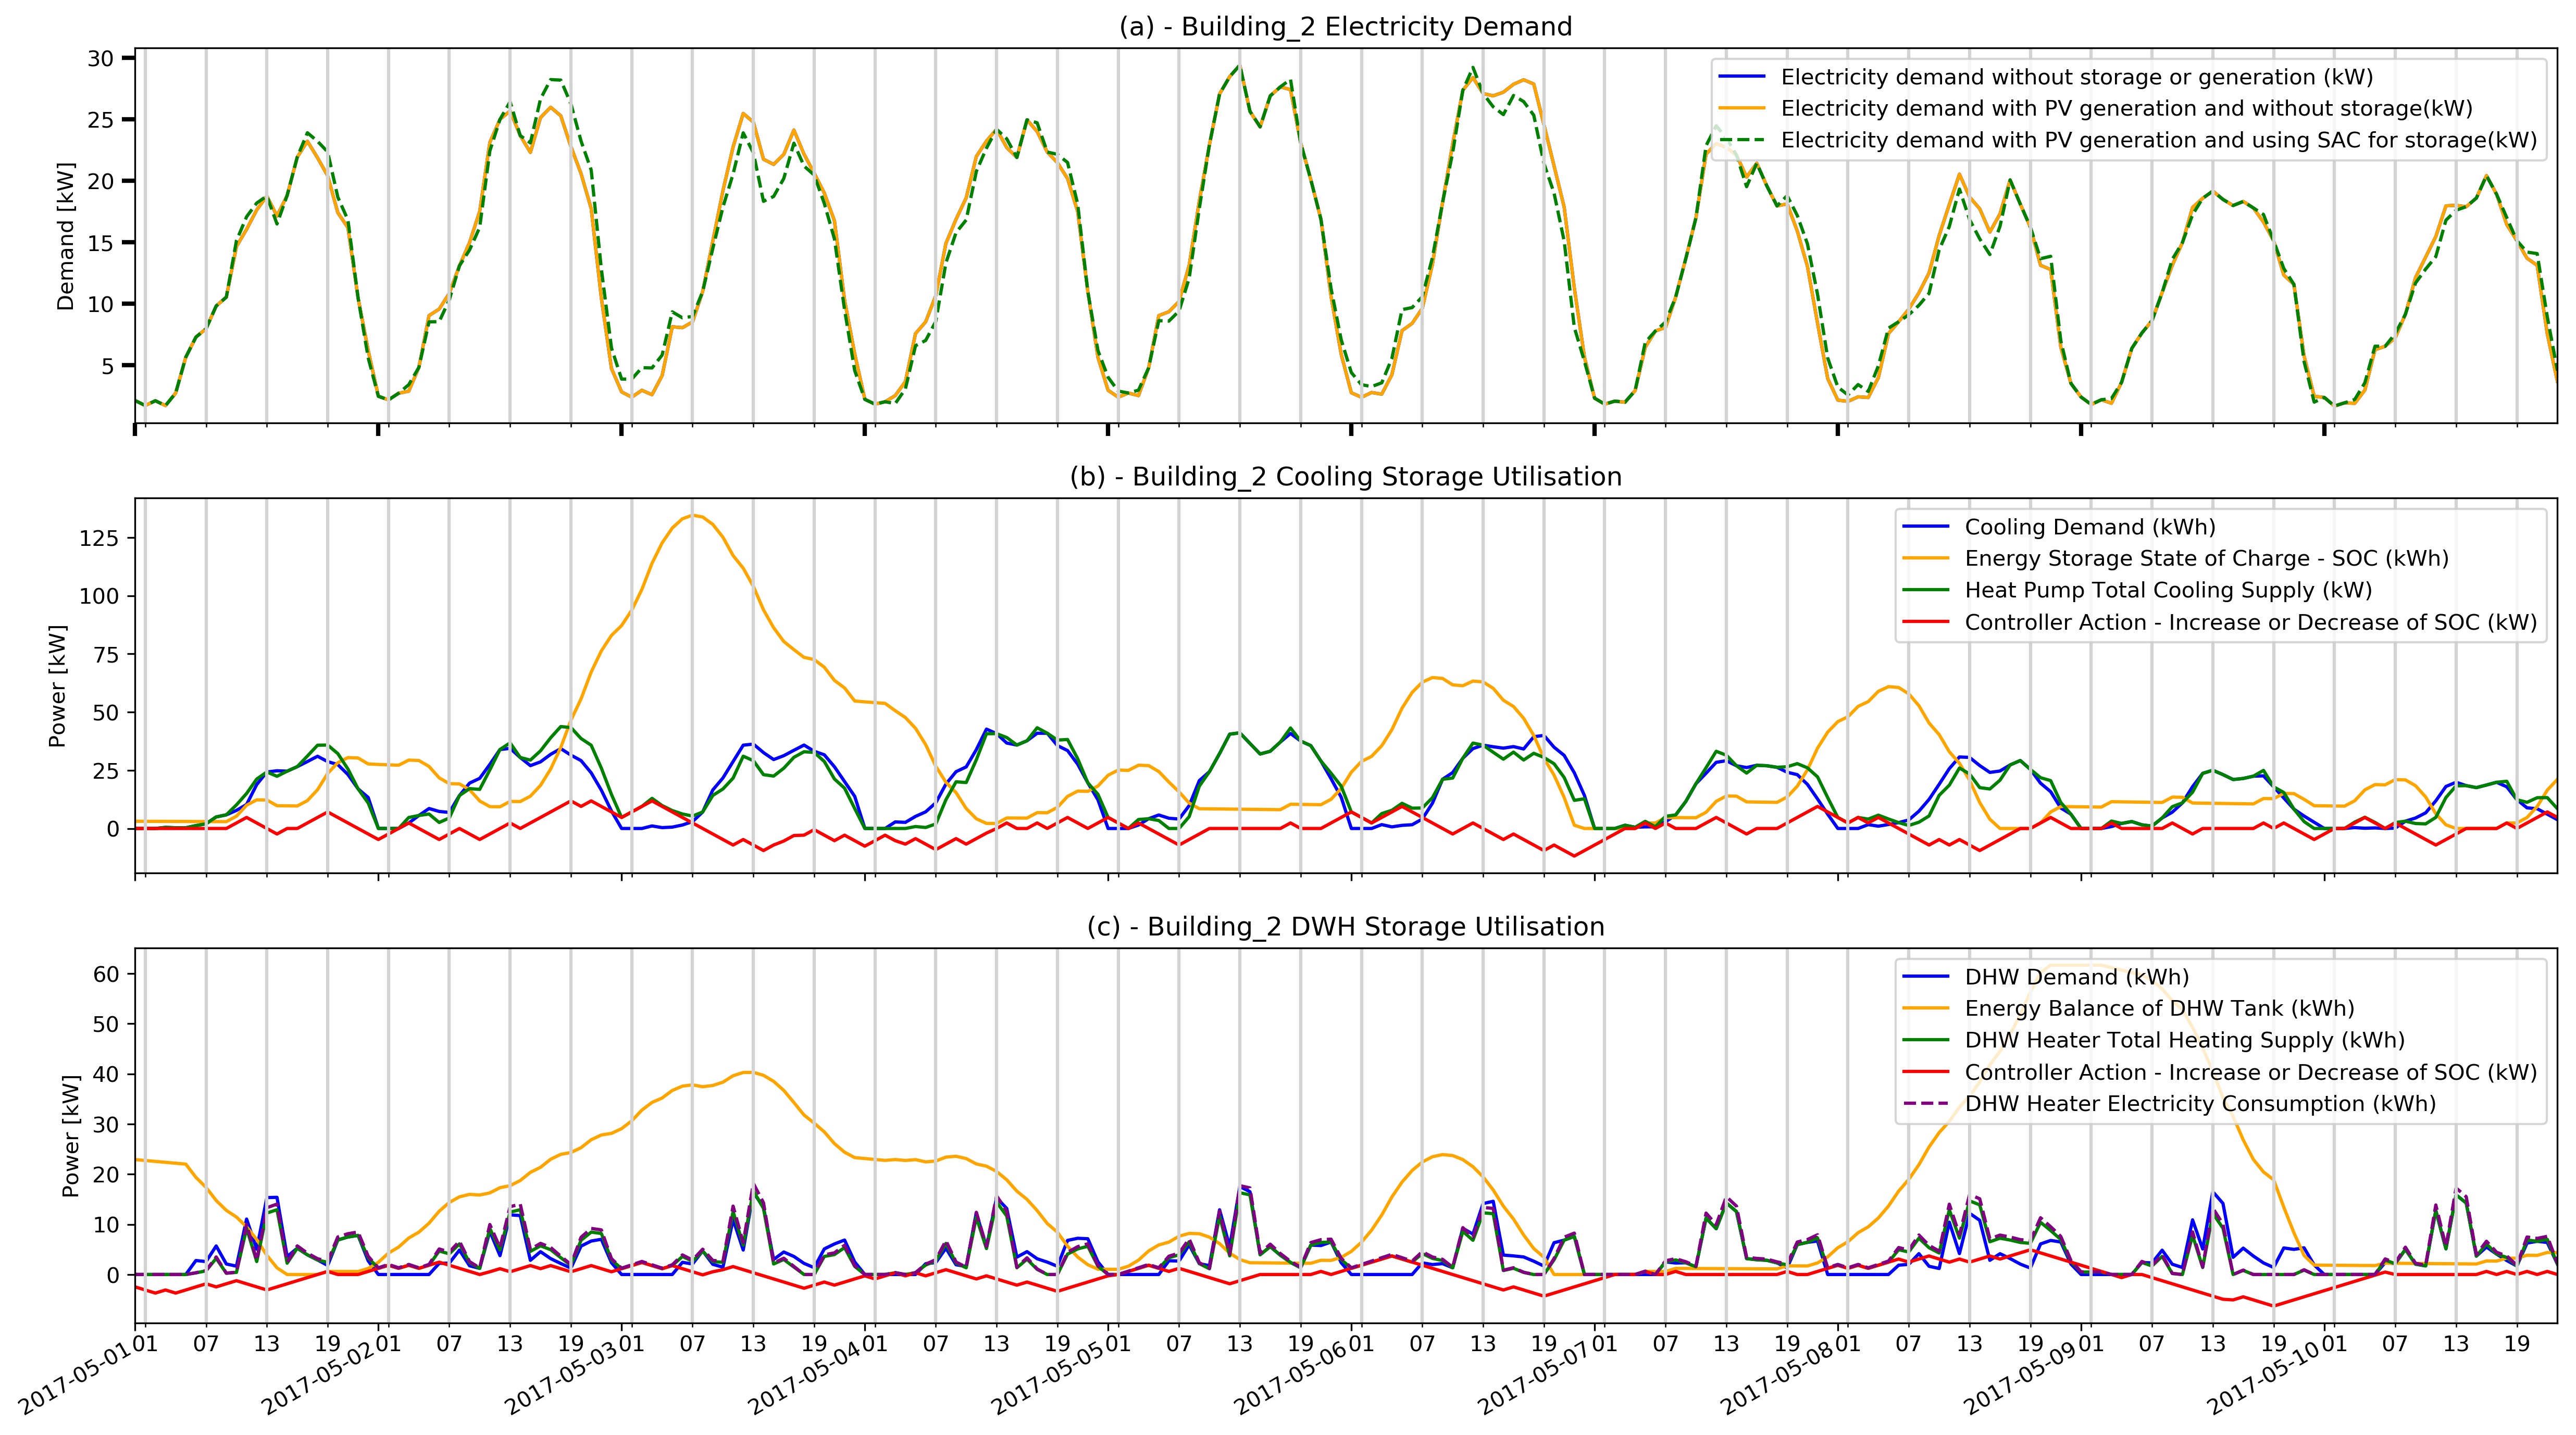 (a) - Building_2 Electricity Demand
30
25
20
15
10
5
Demand [kW]
Electricity demand without storage or generation (kW)
Electricity demand with PV generation and without storage(kW)
Electricity demand with PV generation and using SAC for storage(kW)
(b) - Building_2 Cooling Storage Utilisation
125
100
75
50
25
0
Power [kW]
Cooling Demand (kWh)
Energy Storage State of Charge - SOC (kWh)
Heat Pump Total Cooling Supply (kW)
Controller Action - Increase or Decrease of SOC (kW)
(c) - Building_2 DWH Storage Utilisation
60
50
40
30
20
10
0
Power [kW]
DHW Demand (kWh)
Energy Balance of DHW Tank (kWh)
DHW Heater Total Heating Supply (kWh)
Controller Action - Increase or Decrease of SOC (kW)
DHW Heater Electricity Consumption (kWh)
01 07 13 19 01 07 13 19 01 07 13 19 01 07 13 19 01 07 13 19 01 07 13 19 01 07 13 19 01 07 13 19 01 07 13 19 01 07 13 19
2017-05-01 2017-05-02 2017-05-03 2017-05-04 2017-05-05 2017-05-06 2017-05-07 2017-05-08 2017-05-09 2017-05-10